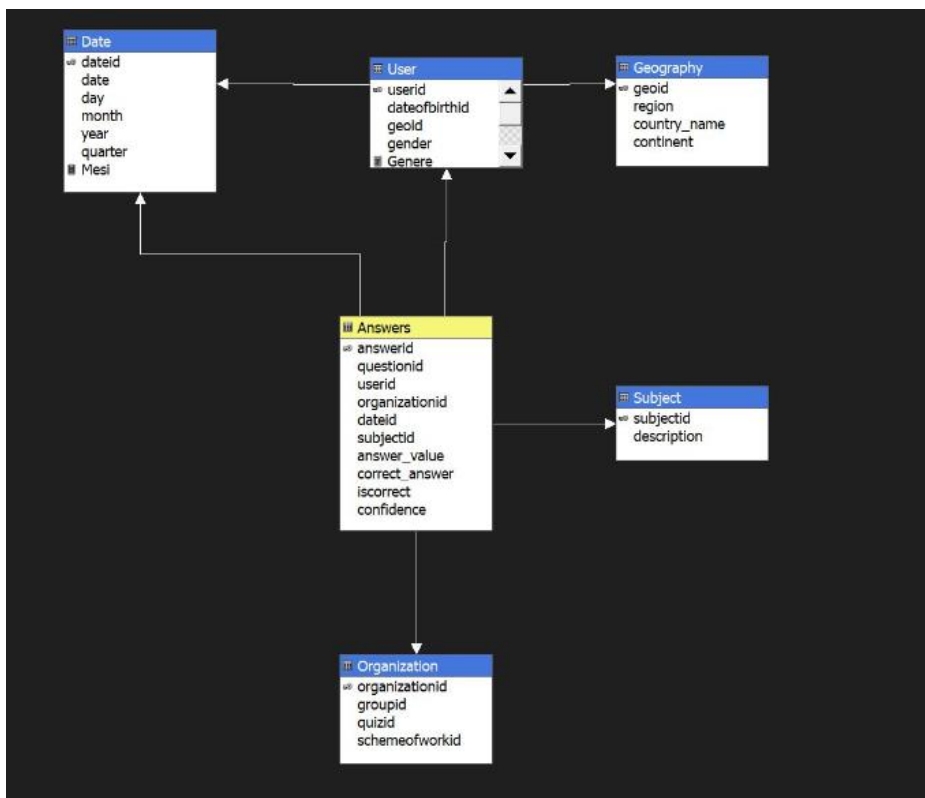 Date
dateid
date
day
month
year
quarter
Mesi
User
userid
dateofbirthid
geoid
gender
Genere
Geography
geoid
region
country_name
continent
Answers
answerid
questionid
userid
organizationid
dateid
subjectid
answer_value
correct_answer
iscorrect
confidence
Subject
subjectid
description
Organization
organizationid
groupid
quizid
schemeofworkid